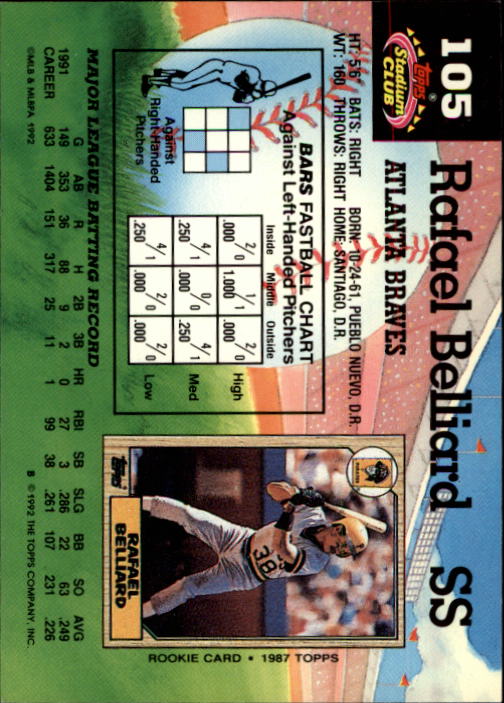 105 Rafael Belliard SS
topps®
Stadium
CLUB®
ATLANTA BRAVES
HT: 5'6" BATS: RIGHT BORN: 10-24-61, PUEBLO NUEVO, D.R.
WT: 160 THROWS: RIGHT HOME: SANTIAGO, D.R.
BARS FASTBALL CHART
Against Left-Handed Pitchers
Inside Middle Outside
2/0 .000 1/1 1.000 2/0 .000 High
4/1 .250 0/0 .000 4/1 .250 Med
4/1 .250 2/0 .000 2/0 .000 Low
Against
Right-Handed
Pitchers
38
topps
RAFAEL
BELLIARD
ROOKIE CARD • 1987 TOPPS
MAJOR LEAGUE BATTING RECORD
G AB R H 2B 3B HR RBI SB SLG BB SO AVG
1991 149 353 36 88 9 2 0 27 3 .286 22 63 .249
CAREER 633 1404 151 317 25 11 1 99 38 .261 107 231 .226
©MLB & MLBPA 1992
B © 1992 THE TOPPS COMPANY, INC.